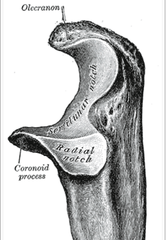 Olecranon
Semilunar notch
Radial
notch
Coronoid
process